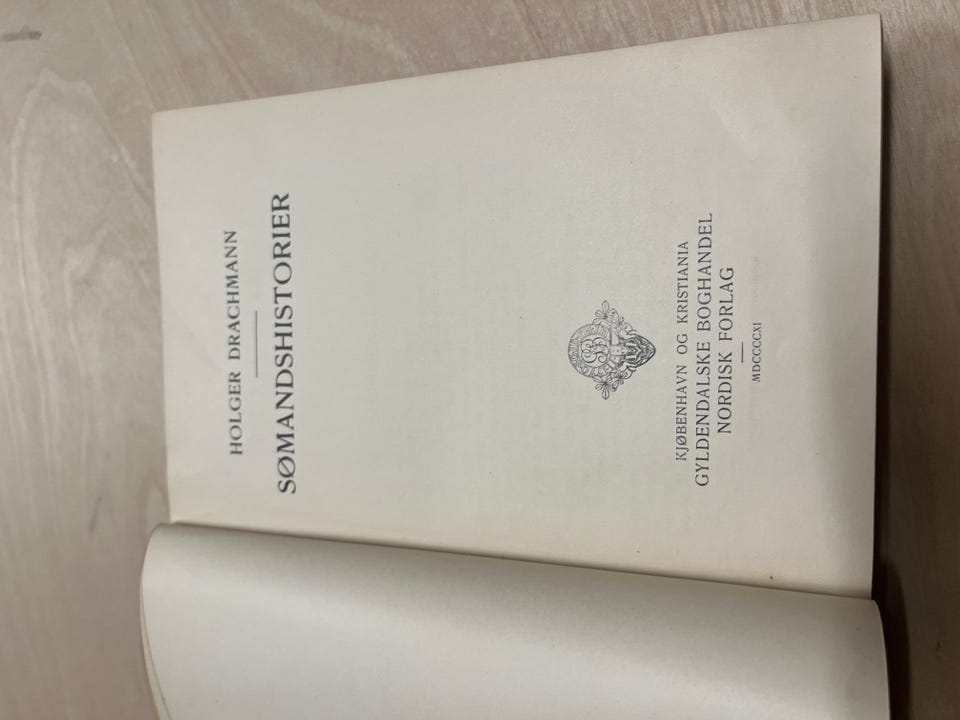 HOLGER DRACHMANN
SØMANDSHISTORIER
KJØBENHAVN OG KRISTIANIA
GYLDENDALSKE BOGHANDEL
NORDISK FORLAG
MDCCCCXI